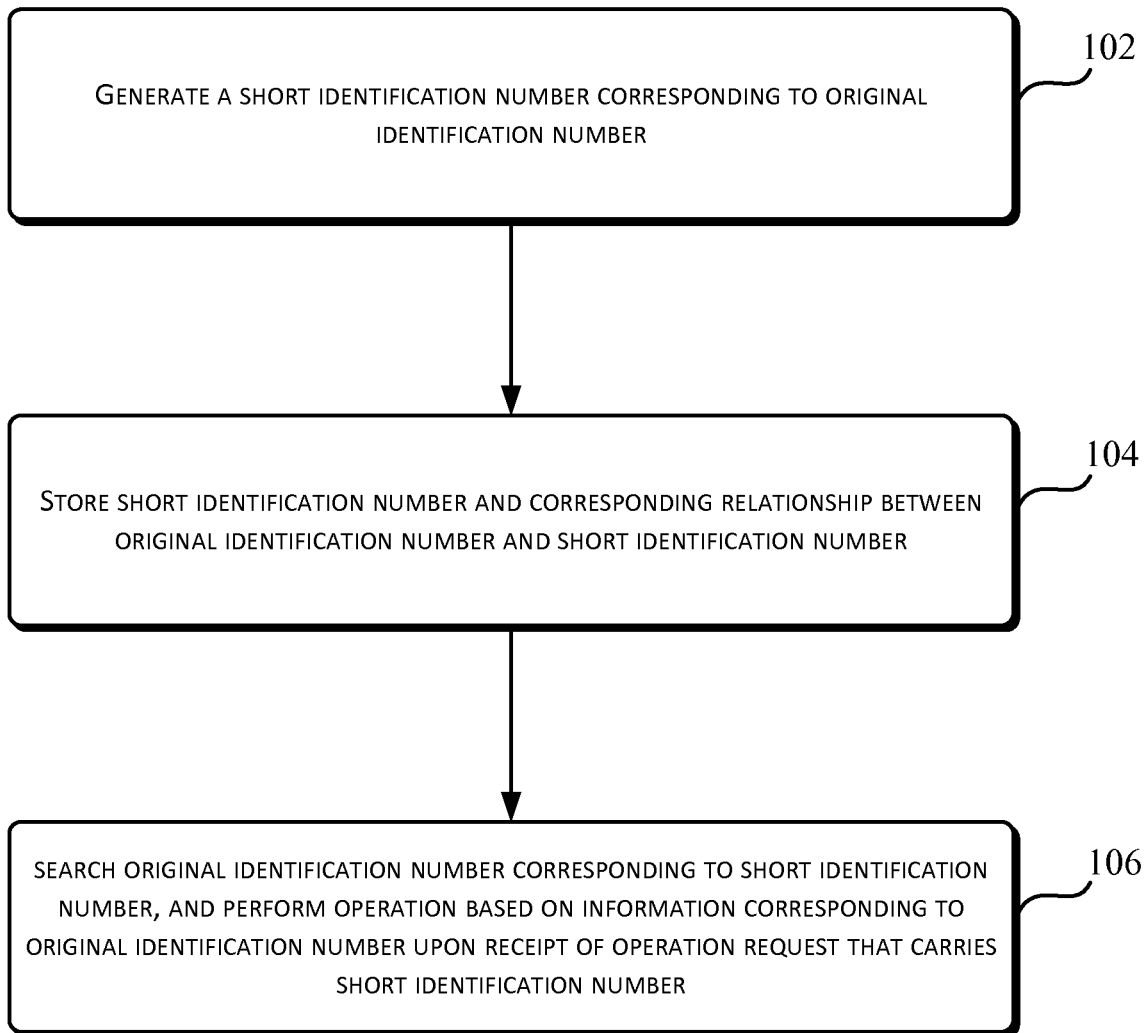 102
GENERATE A SHORT IDENTIFICATION NUMBER CORRESPONDING TO ORIGINAL
IDENTIFICATION NUMBER
104
STORE SHORT IDENTIFICATION NUMBER AND CORRESPONDING RELATIONSHIP BETWEEN
ORIGINAL IDENTIFICATION NUMBER AND SHORT IDENTIFICATION NUMBER
106
SEARCH ORIGINAL IDENTIFICATION NUMBER CORRESPONDING TO SHORT IDENTIFICATION
NUMBER, AND PERFORM OPERATION BASED ON INFORMATION CORRESPONDING TO
ORIGINAL IDENTIFICATION NUMBER UPON RECEIPT OF OPERATION REQUEST THAT CARRIES
SHORT IDENTIFICATION NUMBER